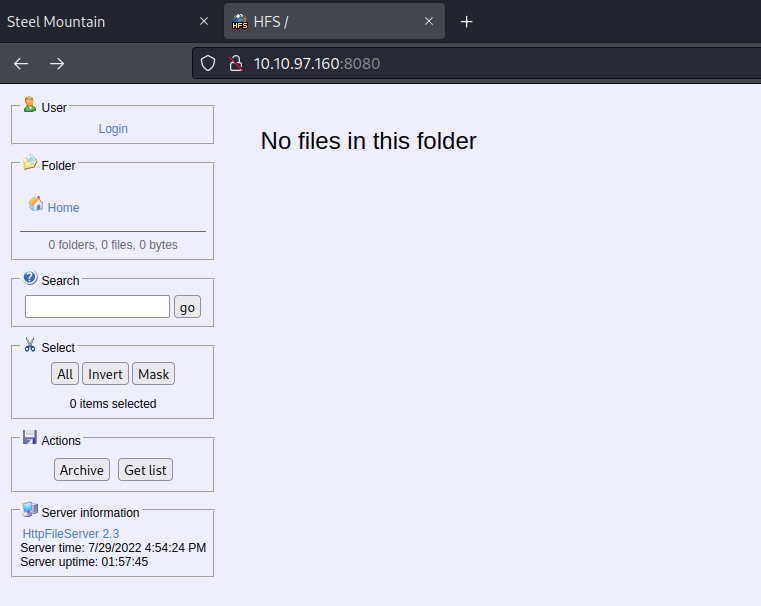 Steel Mountain
HFS
HFS /
10.10.97.160:8080
User
Login
Folder
Home
0 folders, 0 files, 0 bytes
Search
go
Select
All Invert Mask
0 items selected
Actions
Archive Get list
Server information
HttpFileServer 2.3
Server time: 7/29/2022 4:54:24 PM
Server uptime: 01:57:45
No files in this folder